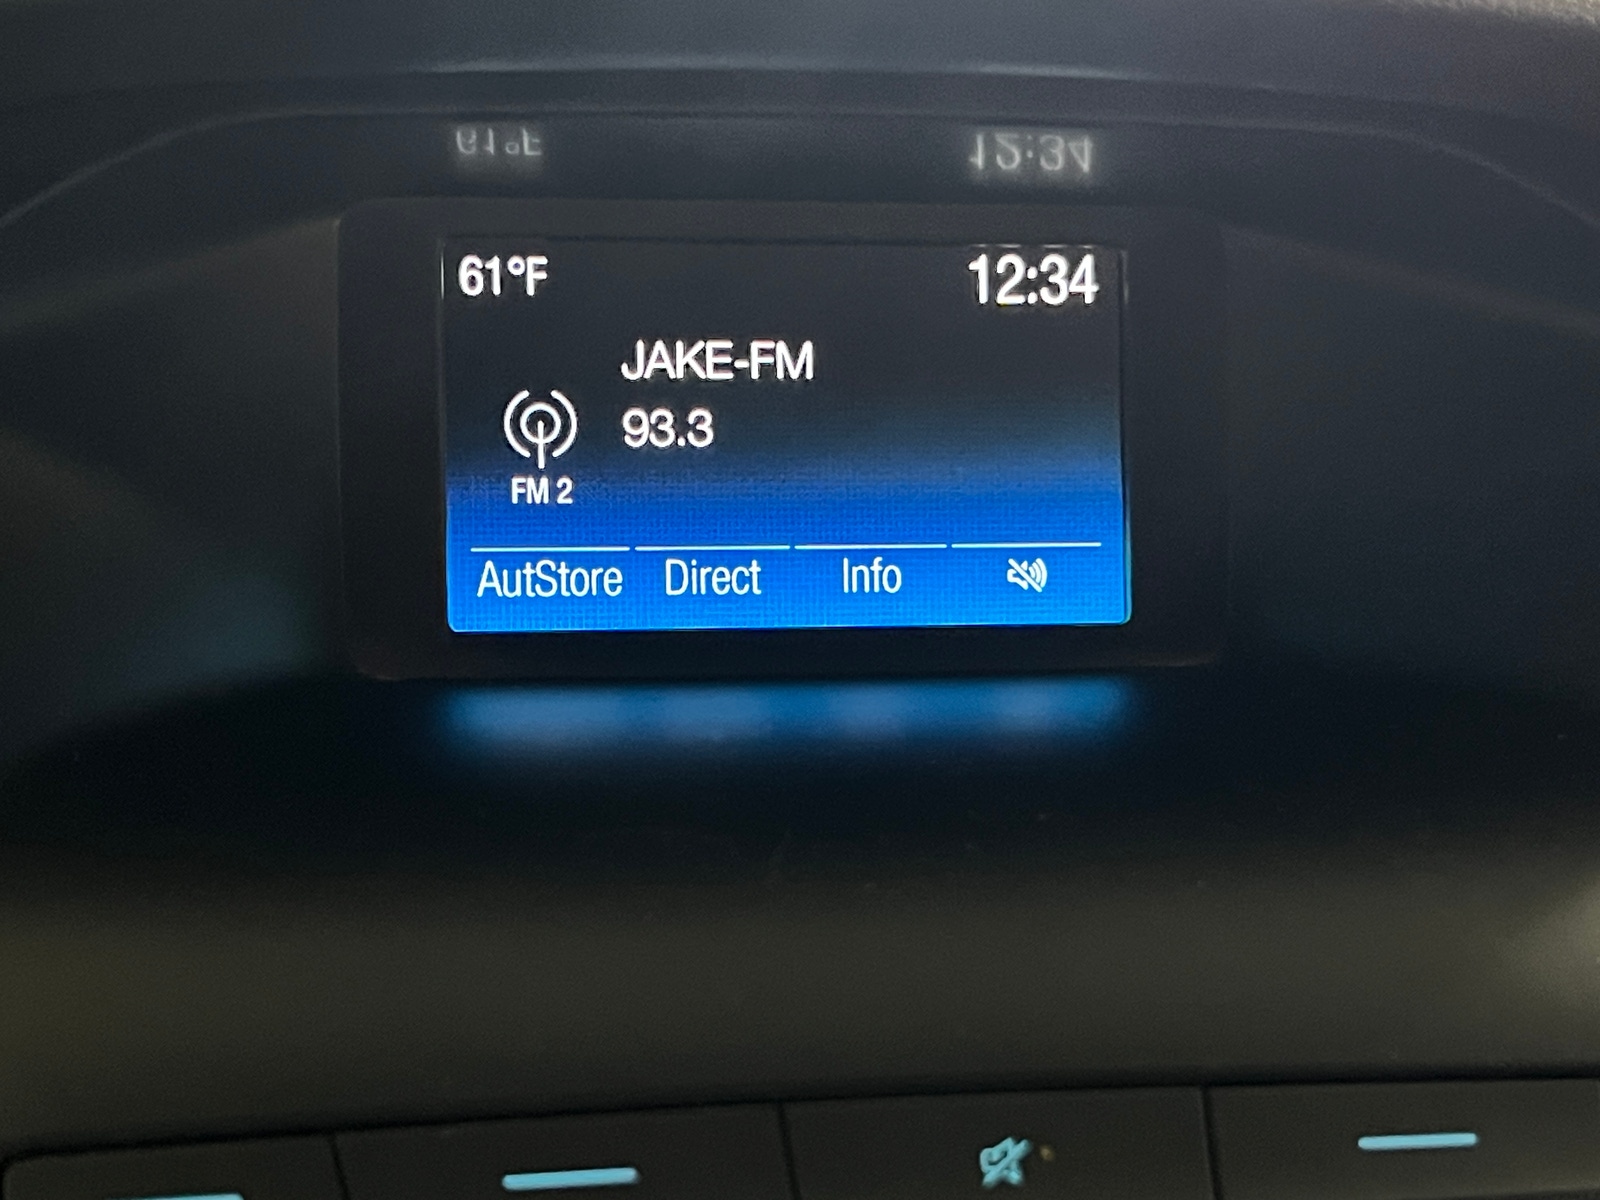 61°F 12:34
JAKE-FM
93.3
FM 2
AutStore Direct Info